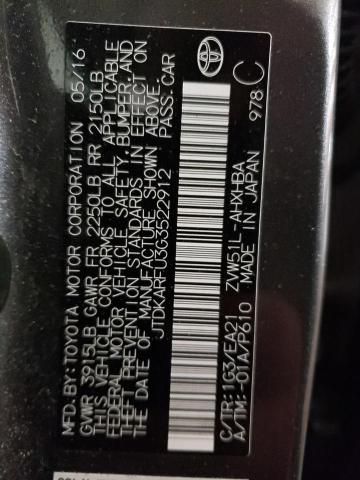 MFD.BY:TOYOTA MOTOR CORPORATION 05/16
GVWR 3915LB GAWR FR 2250LB RR 2150LB
THIS VEHICLE CONFORMS TO ALL APPLICABLE
FEDERAL MOTOR VEHICLE SAFETY, BUMPER, AND
THEFT PREVENTION STANDARDS IN EFFECT ON
THE DATE OF MANUFACTURE SHOWN ABOVE.
JTDKARFU3G3522912 PASS.CAR
C/TR:1G3/EA21 ZVW51L-AHXHBA
A/TM:-01A/P610 MADE IN JAPAN 978 C